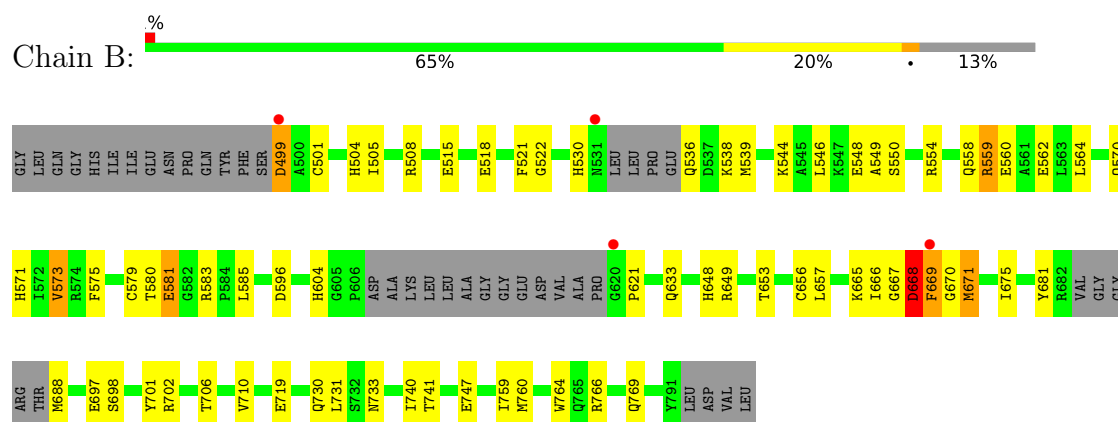 .%
Chain B:
65% 20% • 13%
GLY LEU GLN GLY HIS ILE ILE GLU ASN PRO GLN TYR PHE SER D499 A500 C501 H504 I505 R508 E515 E518 F521 G522 H530 N531 LEU LEU PRO GLU Q536 D537 K538 M539 K544 A545 L546 K547 E548 A549 S550 R554 Q558 R559 E560 A561 E562 L563 L564 Q570
H571 I572 V573 R574 F575 C579 T580 E581 G582 R583 P584 L585 D596 H604 G605 P606 ASP ALA LYS LEU LEU ALA GLY GLY GLU ASP VAL ALA PRO G620 P621 Q633 H648 R649 T653 C656 L657 K665 I666 G667 D668 F669 G670 M671 I675 Y681 R682 VAL GLY GLY
ARG THR M688 E697 S698 Y701 R702 T706 V710 E719 Q730 L731 S732 N733 I740 T741 E747 I759 M760 W764 Q765 R766 Q769 Y791 LEU ASP VAL LEU